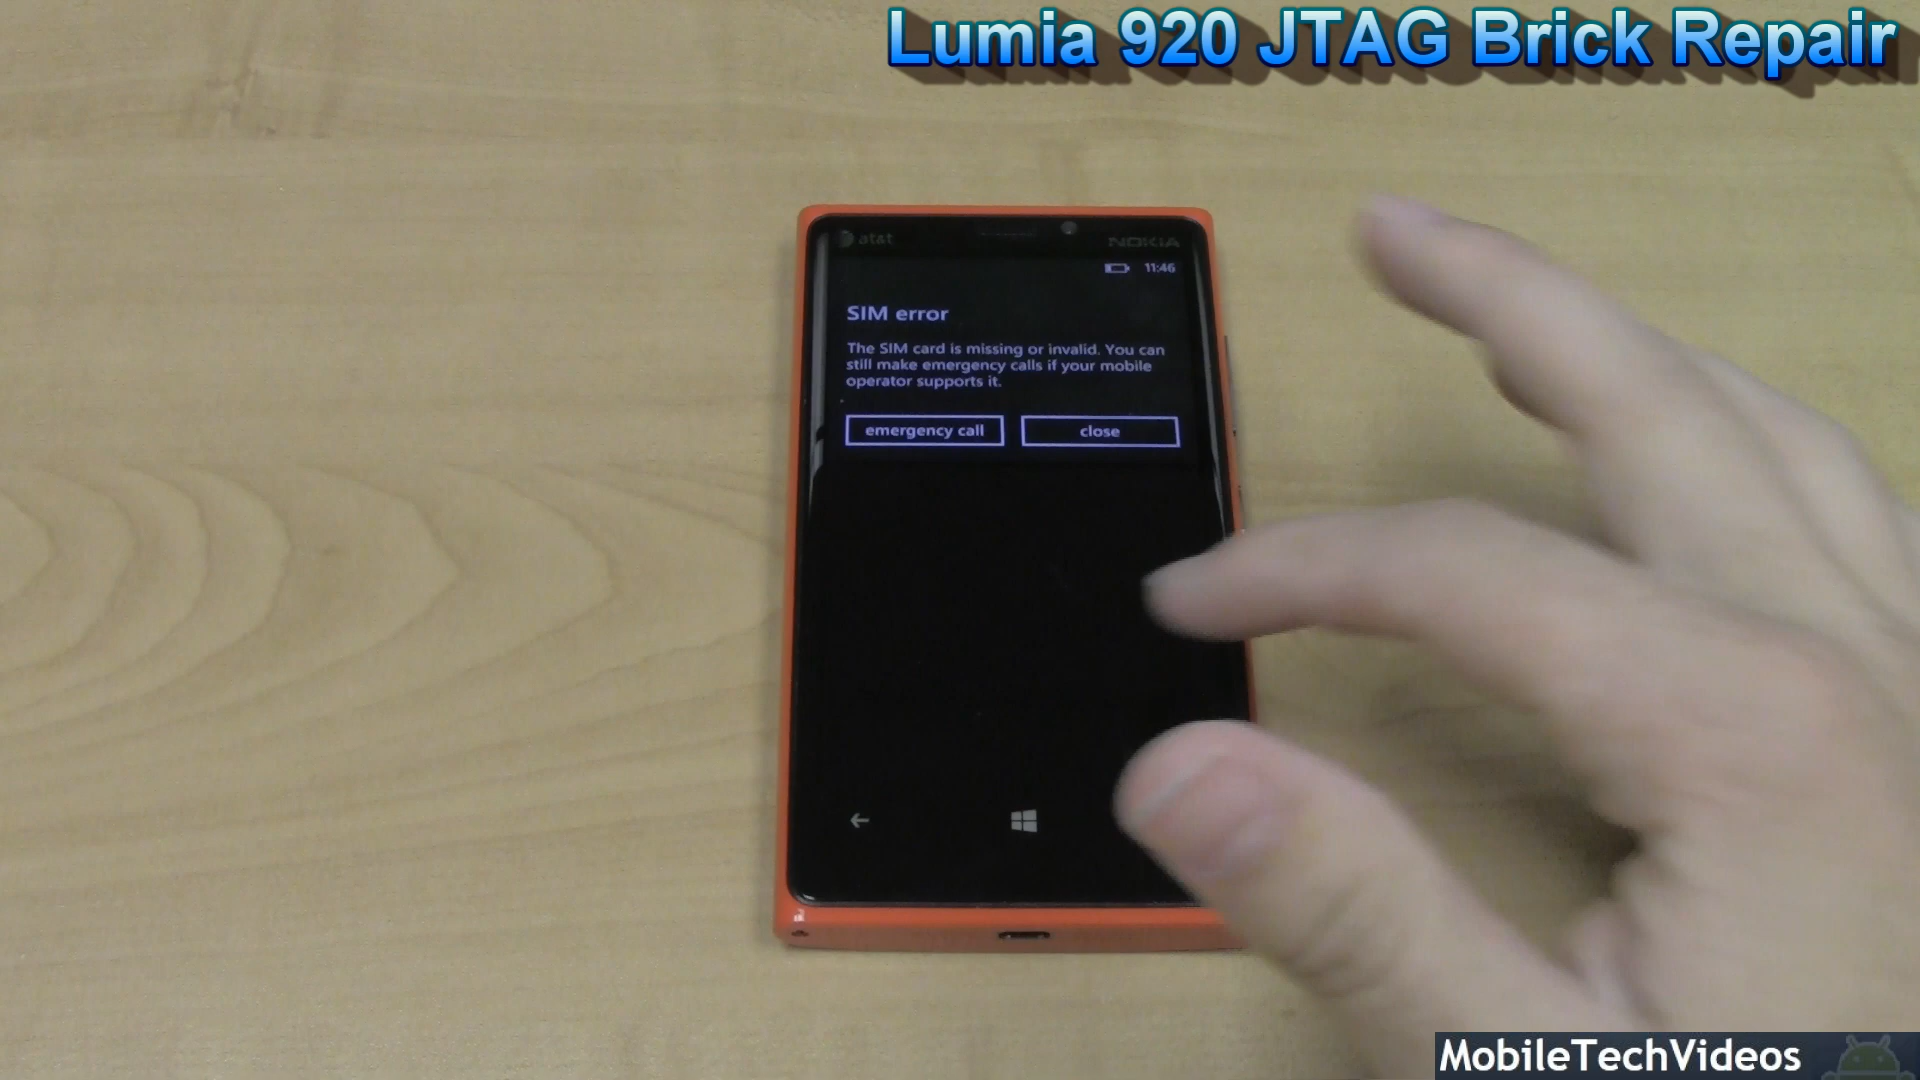 Lumia 920 JTAG Brick Repair
at&t
NOKIA
11:46
SIM error
The SIM card is missing or invalid. You can
still make emergency calls if your mobile
operator supports it.
emergency call
close
MobileTechVideos